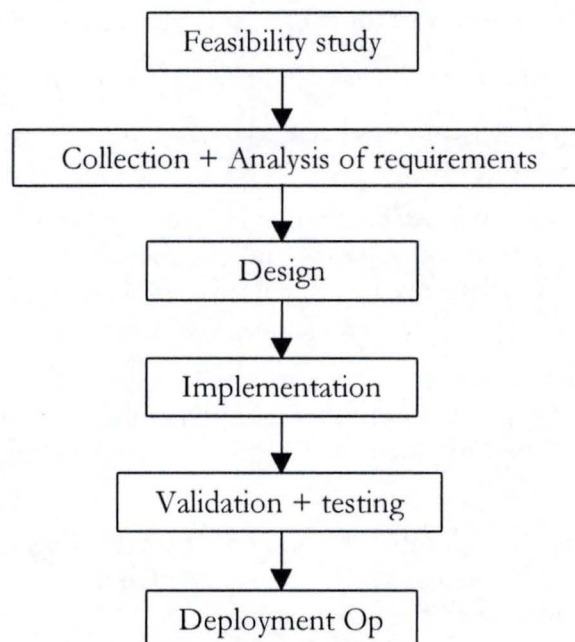 Feasibility study
Collection + Analysis of requirements
Design
Implementation
Validation + testing
Deployment Op